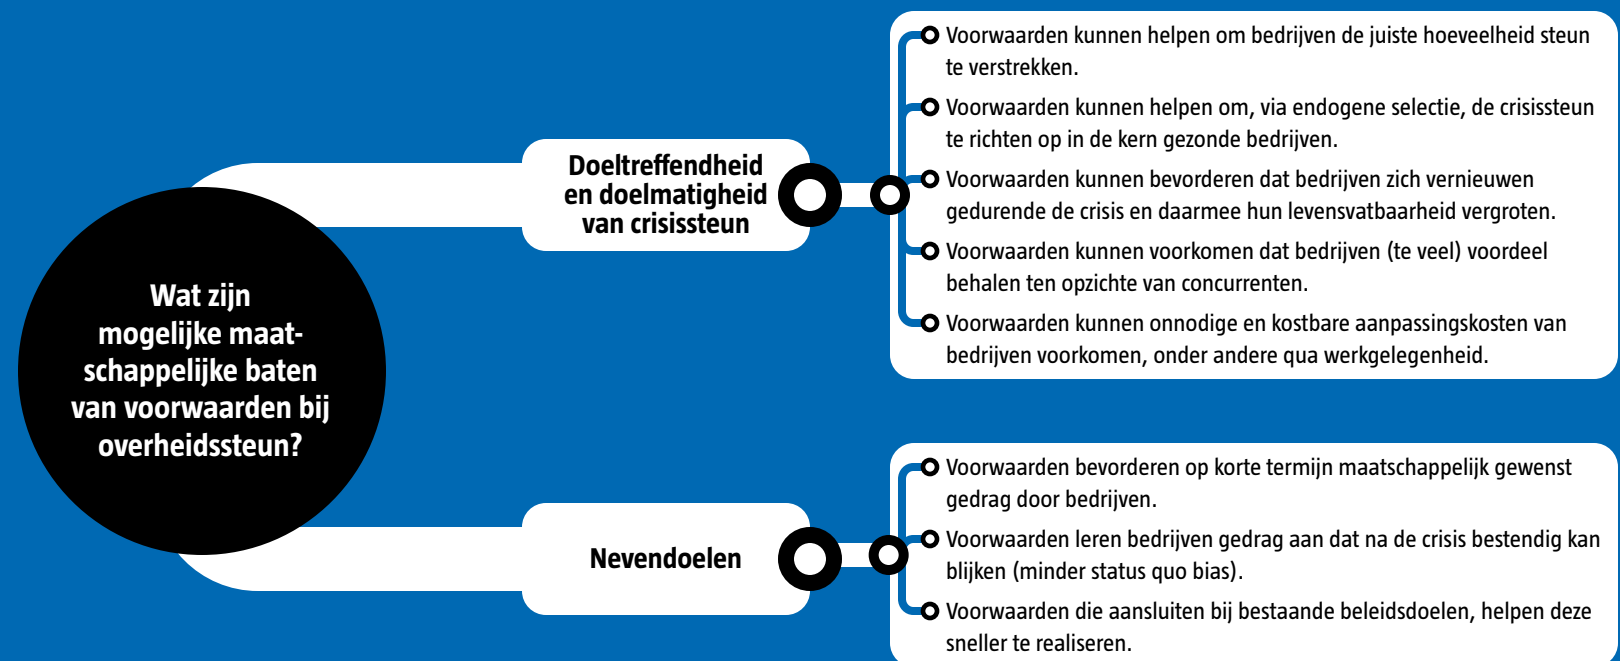 Wat zijn
mogelijke maat-
schappelijke baten
van voorwaarden bij
overheidssteun?
Doeltreffendheid
en doelmatigheid
van crisissteun
Voorwaarden kunnen helpen om bedrijven de juiste hoeveelheid steun
te verstrekken.
Voorwaarden kunnen helpen om, via endogene selectie, de crisissteun
te richten op in de kern gezonde bedrijven.
Voorwaarden kunnen bevorderen dat bedrijven zich vernieuwen
gedurende de crisis en daarmee hun levensvatbaarheid vergroten.
Voorwaarden kunnen voorkomen dat bedrijven (te veel) voordeel
behalen ten opzichte van concurrenten.
Voorwaarden kunnen onnodige en kostbare aanpassingskosten van
bedrijven voorkomen, onder andere qua werkgelegenheid.
Nevendoelen
Voorwaarden bevorderen op korte termijn maatschappelijk gewenst
gedrag door bedrijven.
Voorwaarden leren bedrijven gedrag aan dat na de crisis bestendig kan
blijken (minder status quo bias).
Voorwaarden die aansluiten bij bestaande beleidsdoelen, helpen deze
sneller te realiseren.